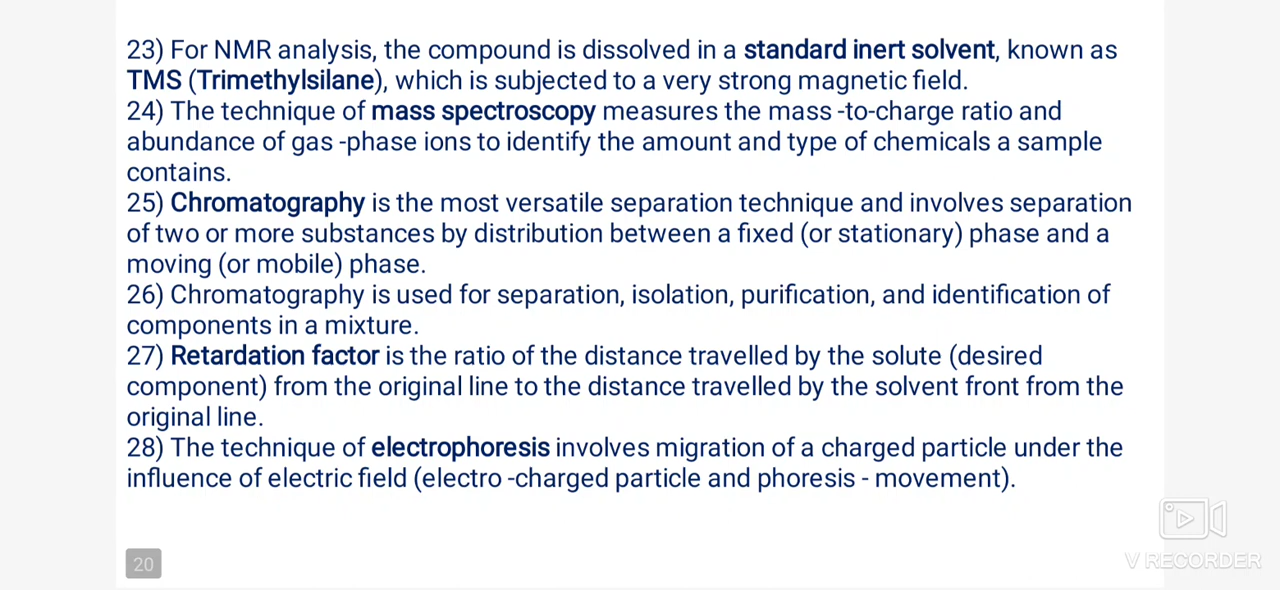 23) For NMR analysis, the compound is dissolved in a standard inert solvent, known as
TMS (Trimethylsilane), which is subjected to a very strong magnetic field.
24) The technique of mass spectroscopy measures the mass -to-charge ratio and
abundance of gas -phase ions to identify the amount and type of chemicals a sample
contains.
25) Chromatography is the most versatile separation technique and involves separation
of two or more substances by distribution between a fixed (or stationary) phase and a
moving (or mobile) phase.
26) Chromatography is used for separation, isolation, purification, and identification of
components in a mixture.
27) Retardation factor is the ratio of the distance travelled by the solute (desired
component) from the original line to the distance travelled by the solvent front from the
original line.
28) The technique of electrophoresis involves migration of a charged particle under the
influence of electric field (electro -charged particle and phoresis - movement).
20
V RECORDER